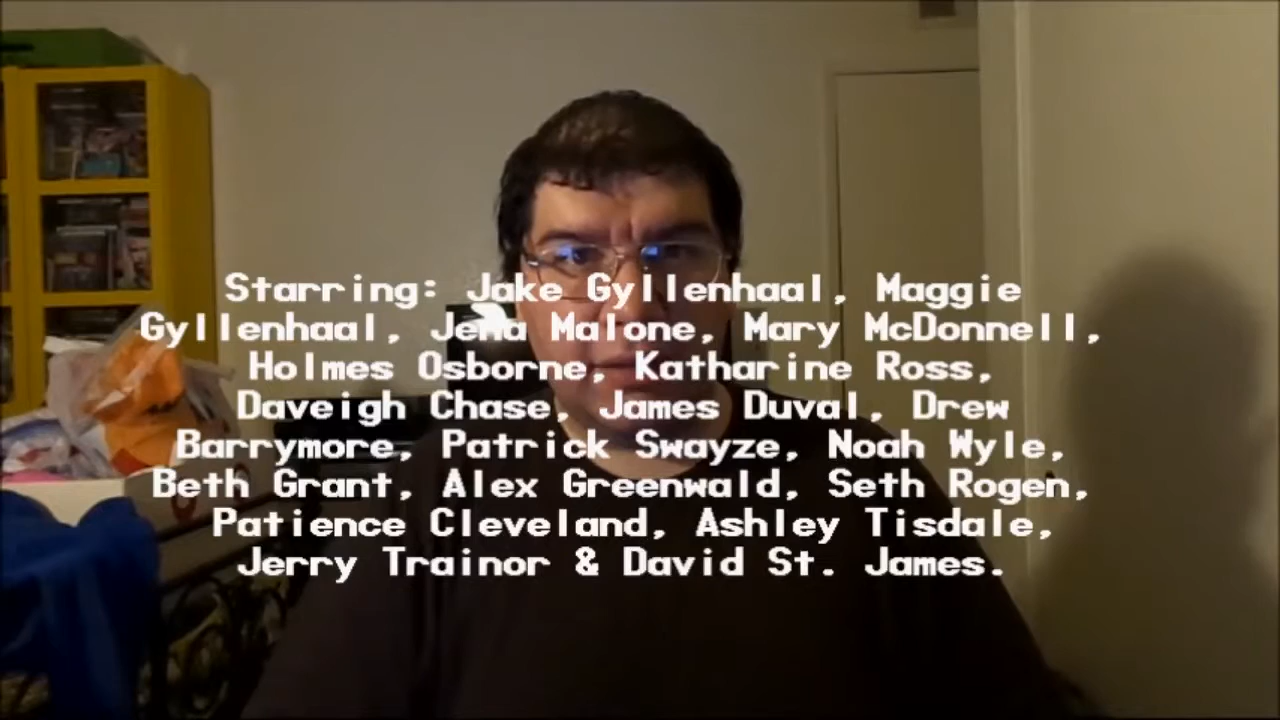 Starring: Jake Gyllenhaal, Maggie
Gyllenhaal, Jena Malone, Mary McDonnell,
Holmes Osborne, Katharine Ross,
Daveigh Chase, James Duval, Drew
Barrymore, Patrick Swayze, Noah Wyle,
Beth Grant, Alex Greenwald, Seth Rogen,
Patience Cleveland, Ashley Tisdale,
Jerry Trainor & David St. James.